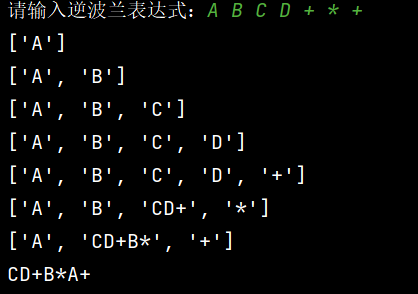 请输入逆波兰表达式: A B C D + * +
['A']
['A', 'B']
['A', 'B', 'C']
['A', 'B', 'C', 'D']
['A', 'B', 'C', 'D', '+']
['A', 'B', 'CD+', '*']
['A', 'CD+B*', '+']
CD+B*A+